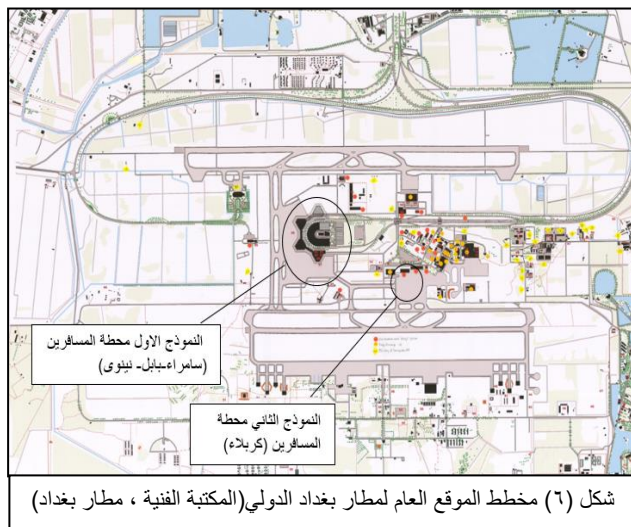 النموذج الاول محطة المسافرين
(سامراء-بابل- نينوى)
النموذج الثاني محطة
المسافرين (كربلاء)
شكل (٦) مخطط الموقع العام لمطار بغداد الدولي(المكتبة الفنية ، مطار بغداد)